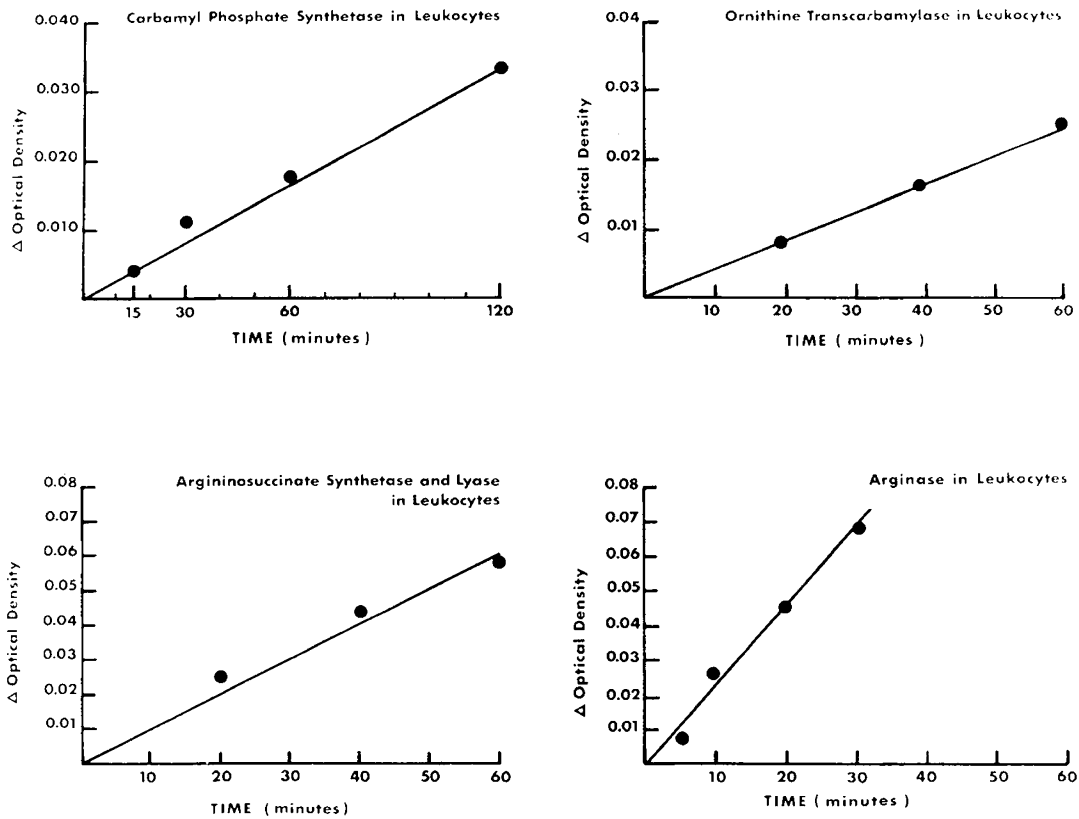 Carbamyl Phosphate Synthetase in Leukocytes
0.040
0.030
0.020
0.010
Δ Optical Density
15 30 60 120
TIME (minutes)
Ornithine Transcarbamylase in Leukocytes
0.04
0.03
0.02
0.01
Δ Optical Density
10 20 30 40 50 60
TIME (minutes)
Argininosuccinate Synthetase and Lyase
in Leukocytes
0.08
0.07
0.06
0.05
0.04
0.03
0.02
0.01
Δ Optical Density
10 20 30 40 50 60
TIME (minutes)
Arginase in Leukocytes
0.08
0.07
0.06
0.05
0.04
0.03
0.02
0.01
Δ Optical Density
10 20 30 40 50 60
TIME (minutes)